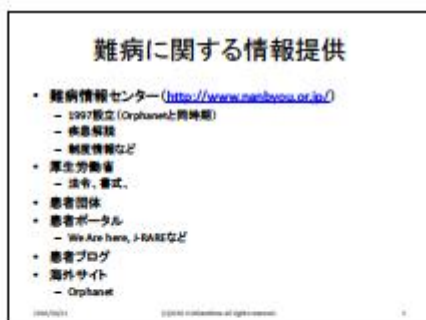 難病に関する情報提供
• 難病情報センター(http://www.nanbyou.or.jp/)
– 1997設立(Orphanetと同時期)
– 疾患解説
– 制度情報など
• 厚生労働省
– 法令、書式、
• 患者団体
• 患者ポータル
– We Are here, J-RAREなど
• 患者ブログ
• 海外サイト
– Orphanet